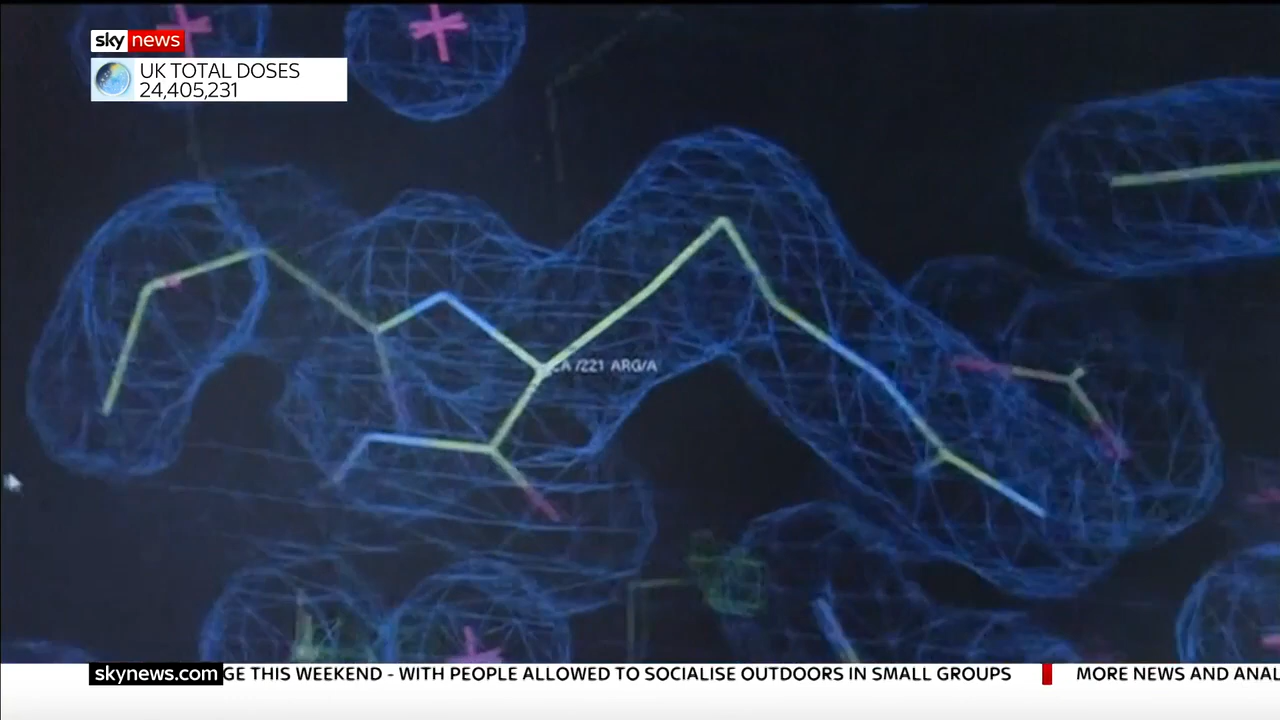 sky news
UK TOTAL DOSES
24,405,231
CA /221 ARG/A
skynews.com
GE THIS WEEKEND - WITH PEOPLE ALLOWED TO SOCIALISE OUTDOORS IN SMALL GROUPS
MORE NEWS AND ANAL